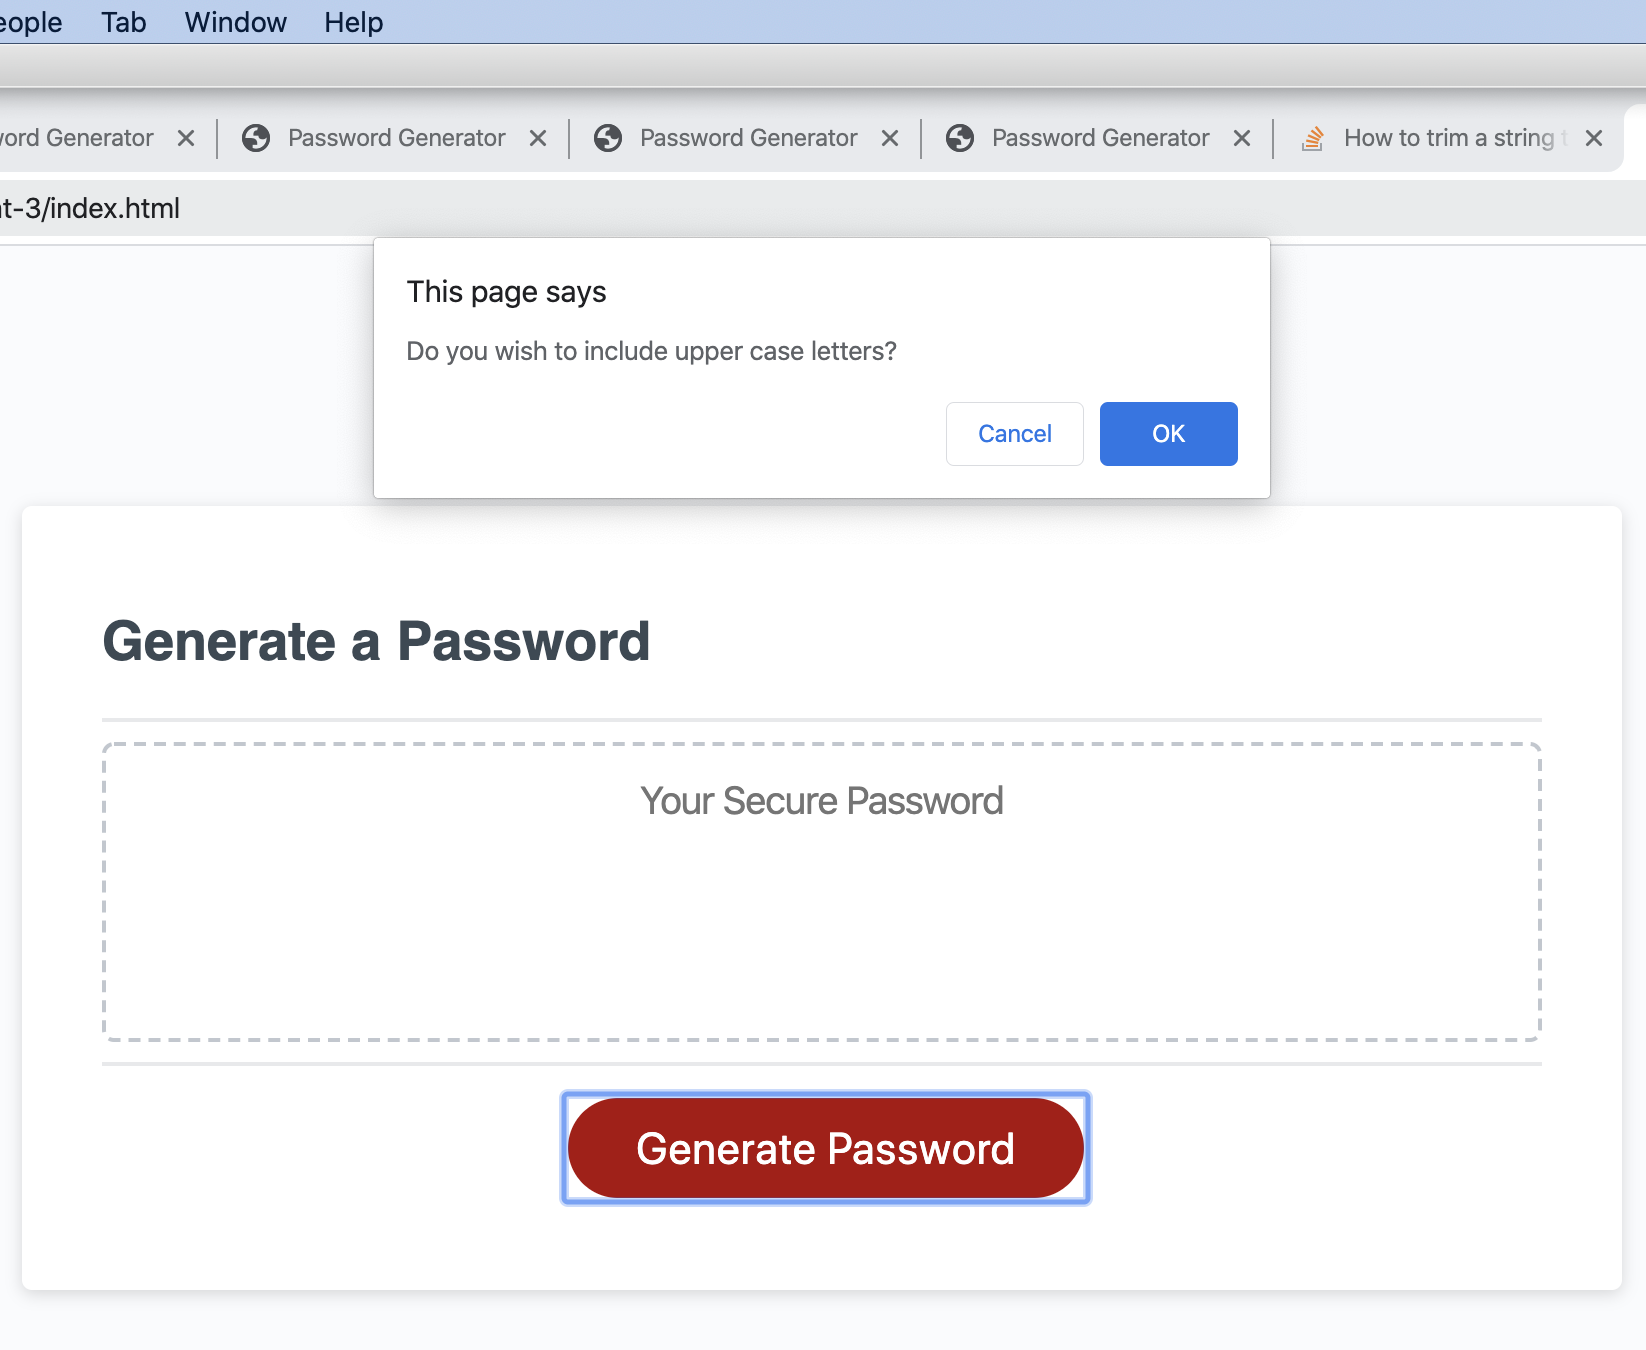 eople Tab Window Help
ord Generator Password Generator Password Generator Password Generator How to trim a string t
t-3/index.html
This page says
Do you wish to include upper case letters?
Cancel OK
Generate a Password
Your Secure Password
Generate Password